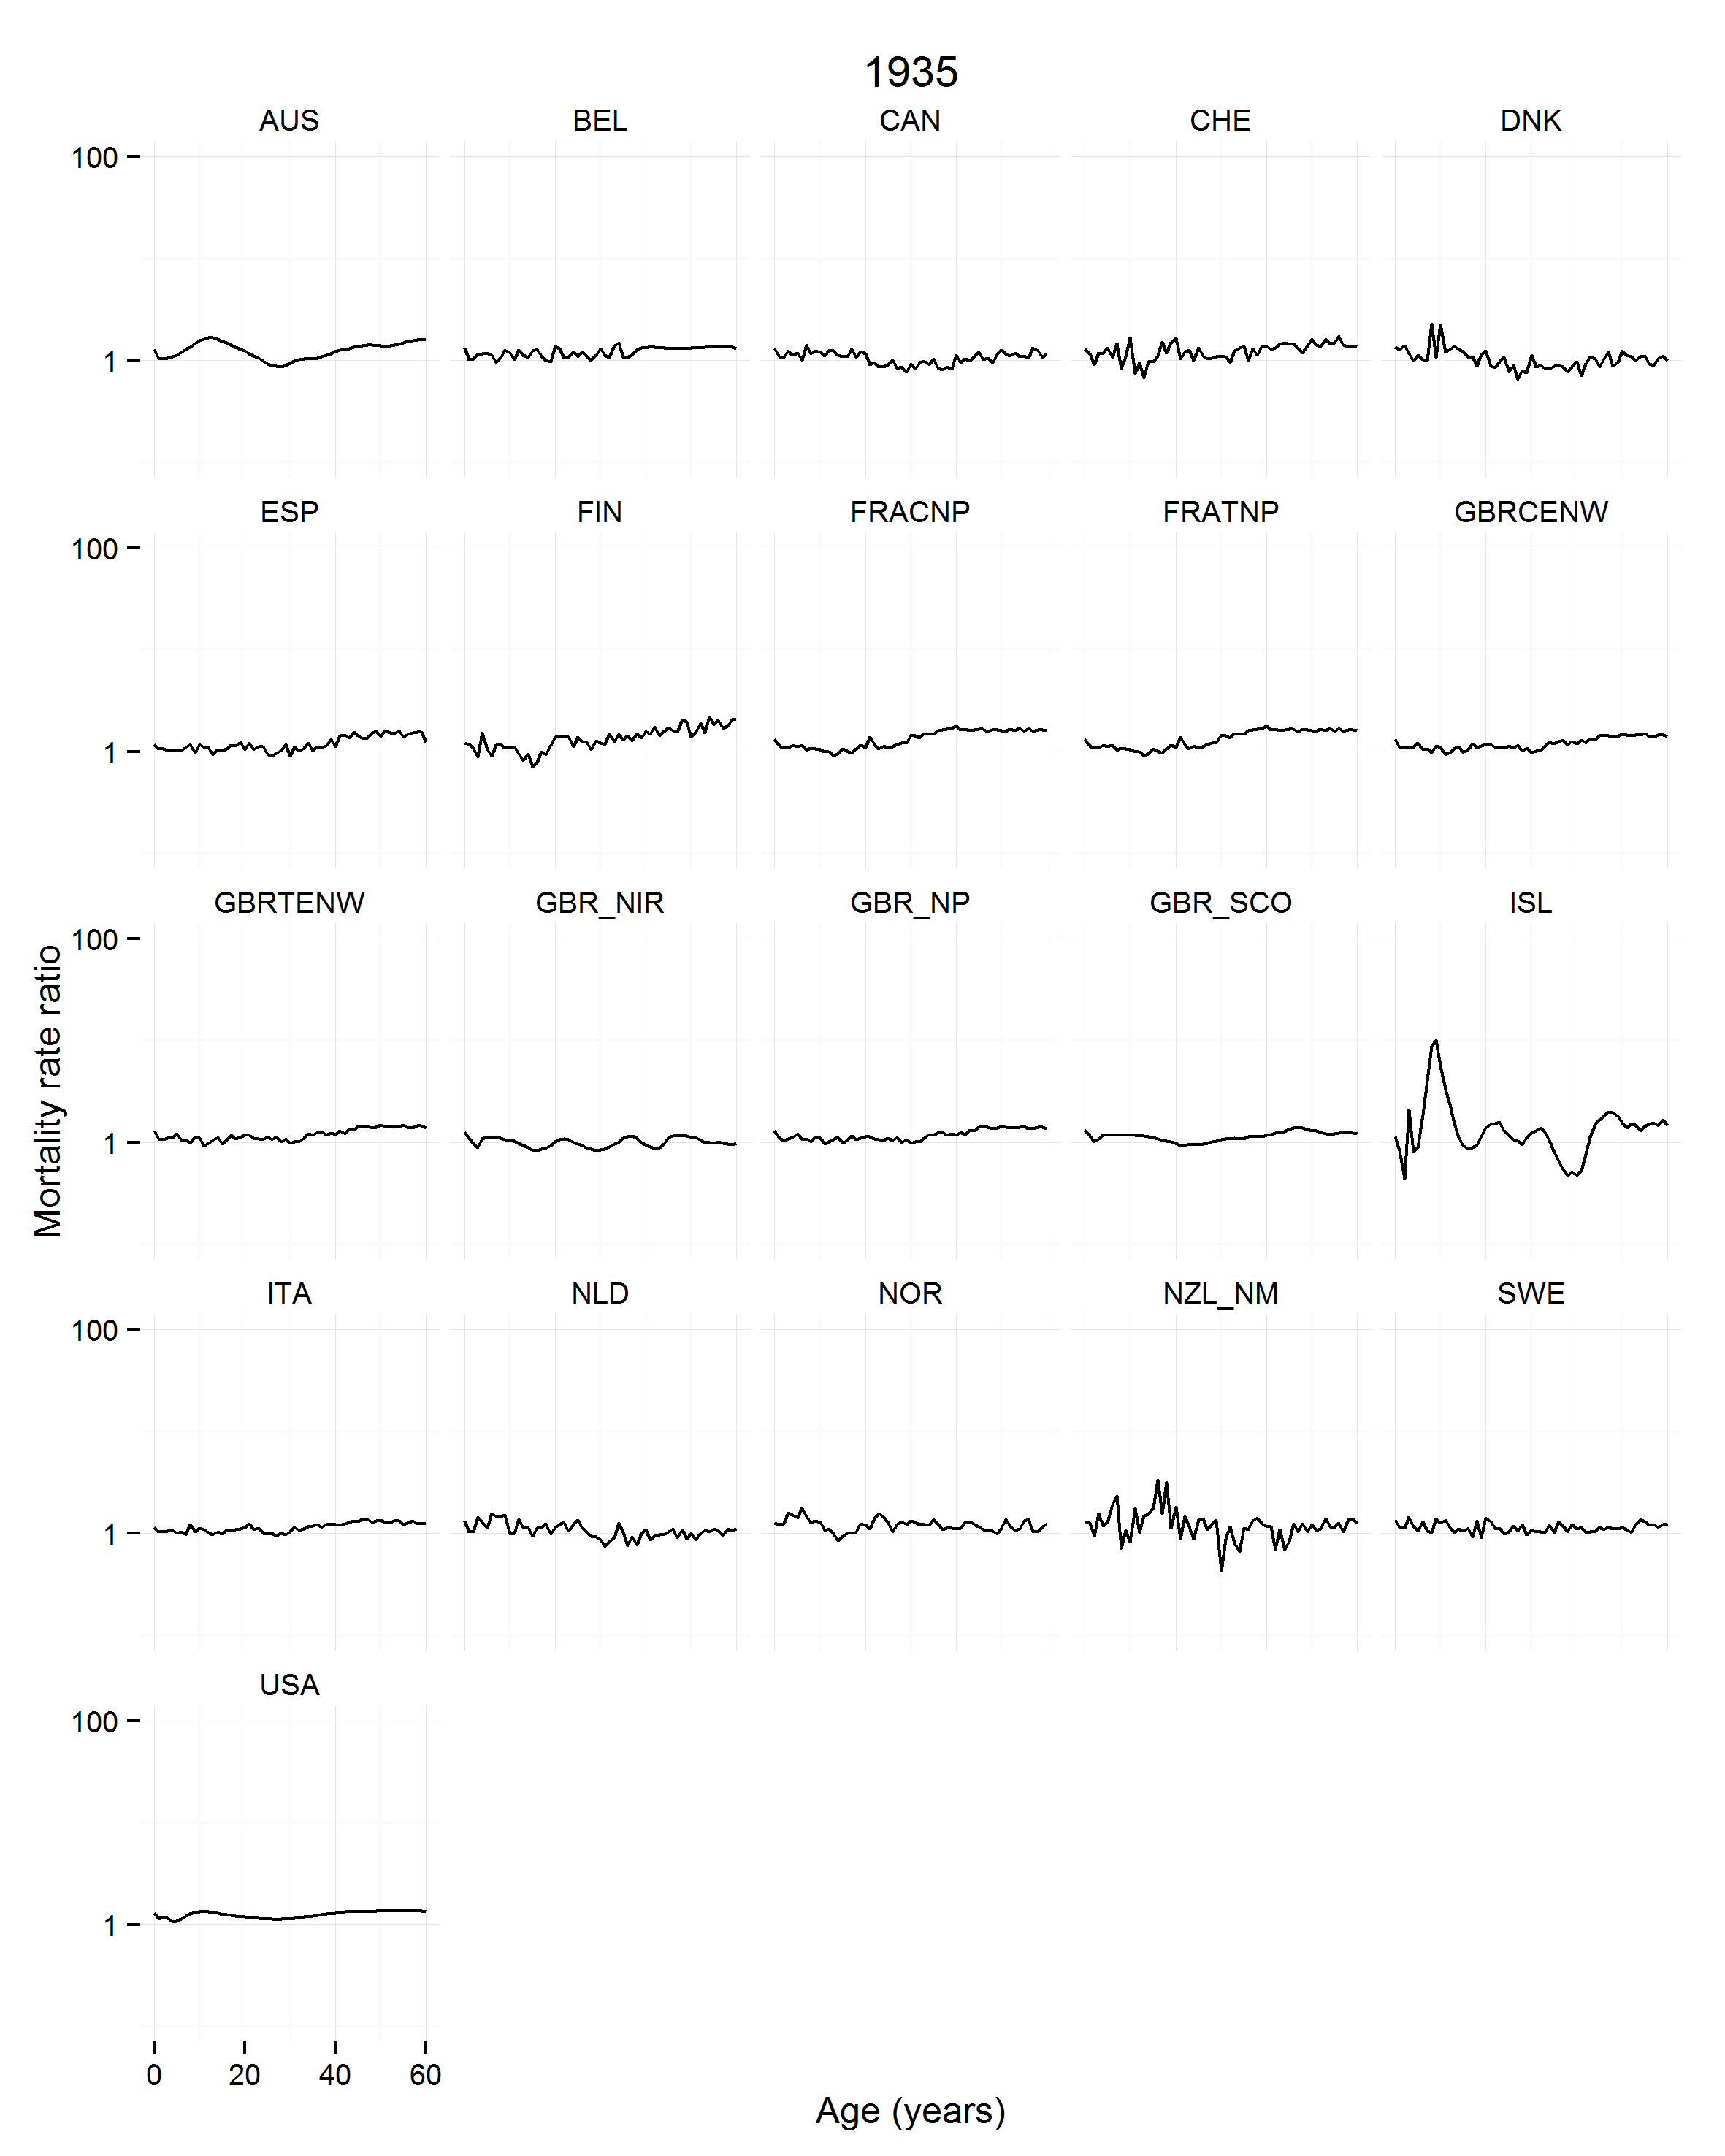 1935
AUS BEL CAN CHE DNK
100
1
ESP FIN FRACNP FRATNP GBRCENW
100
1
GBRTENW GBR_NIR GBR_NP GBR_SCO ISL
100
1
Mortality rate ratio
ITA NLD NOR NZL_NM SWE
100
1
USA
100
1
0 20 40 60
Age (years)